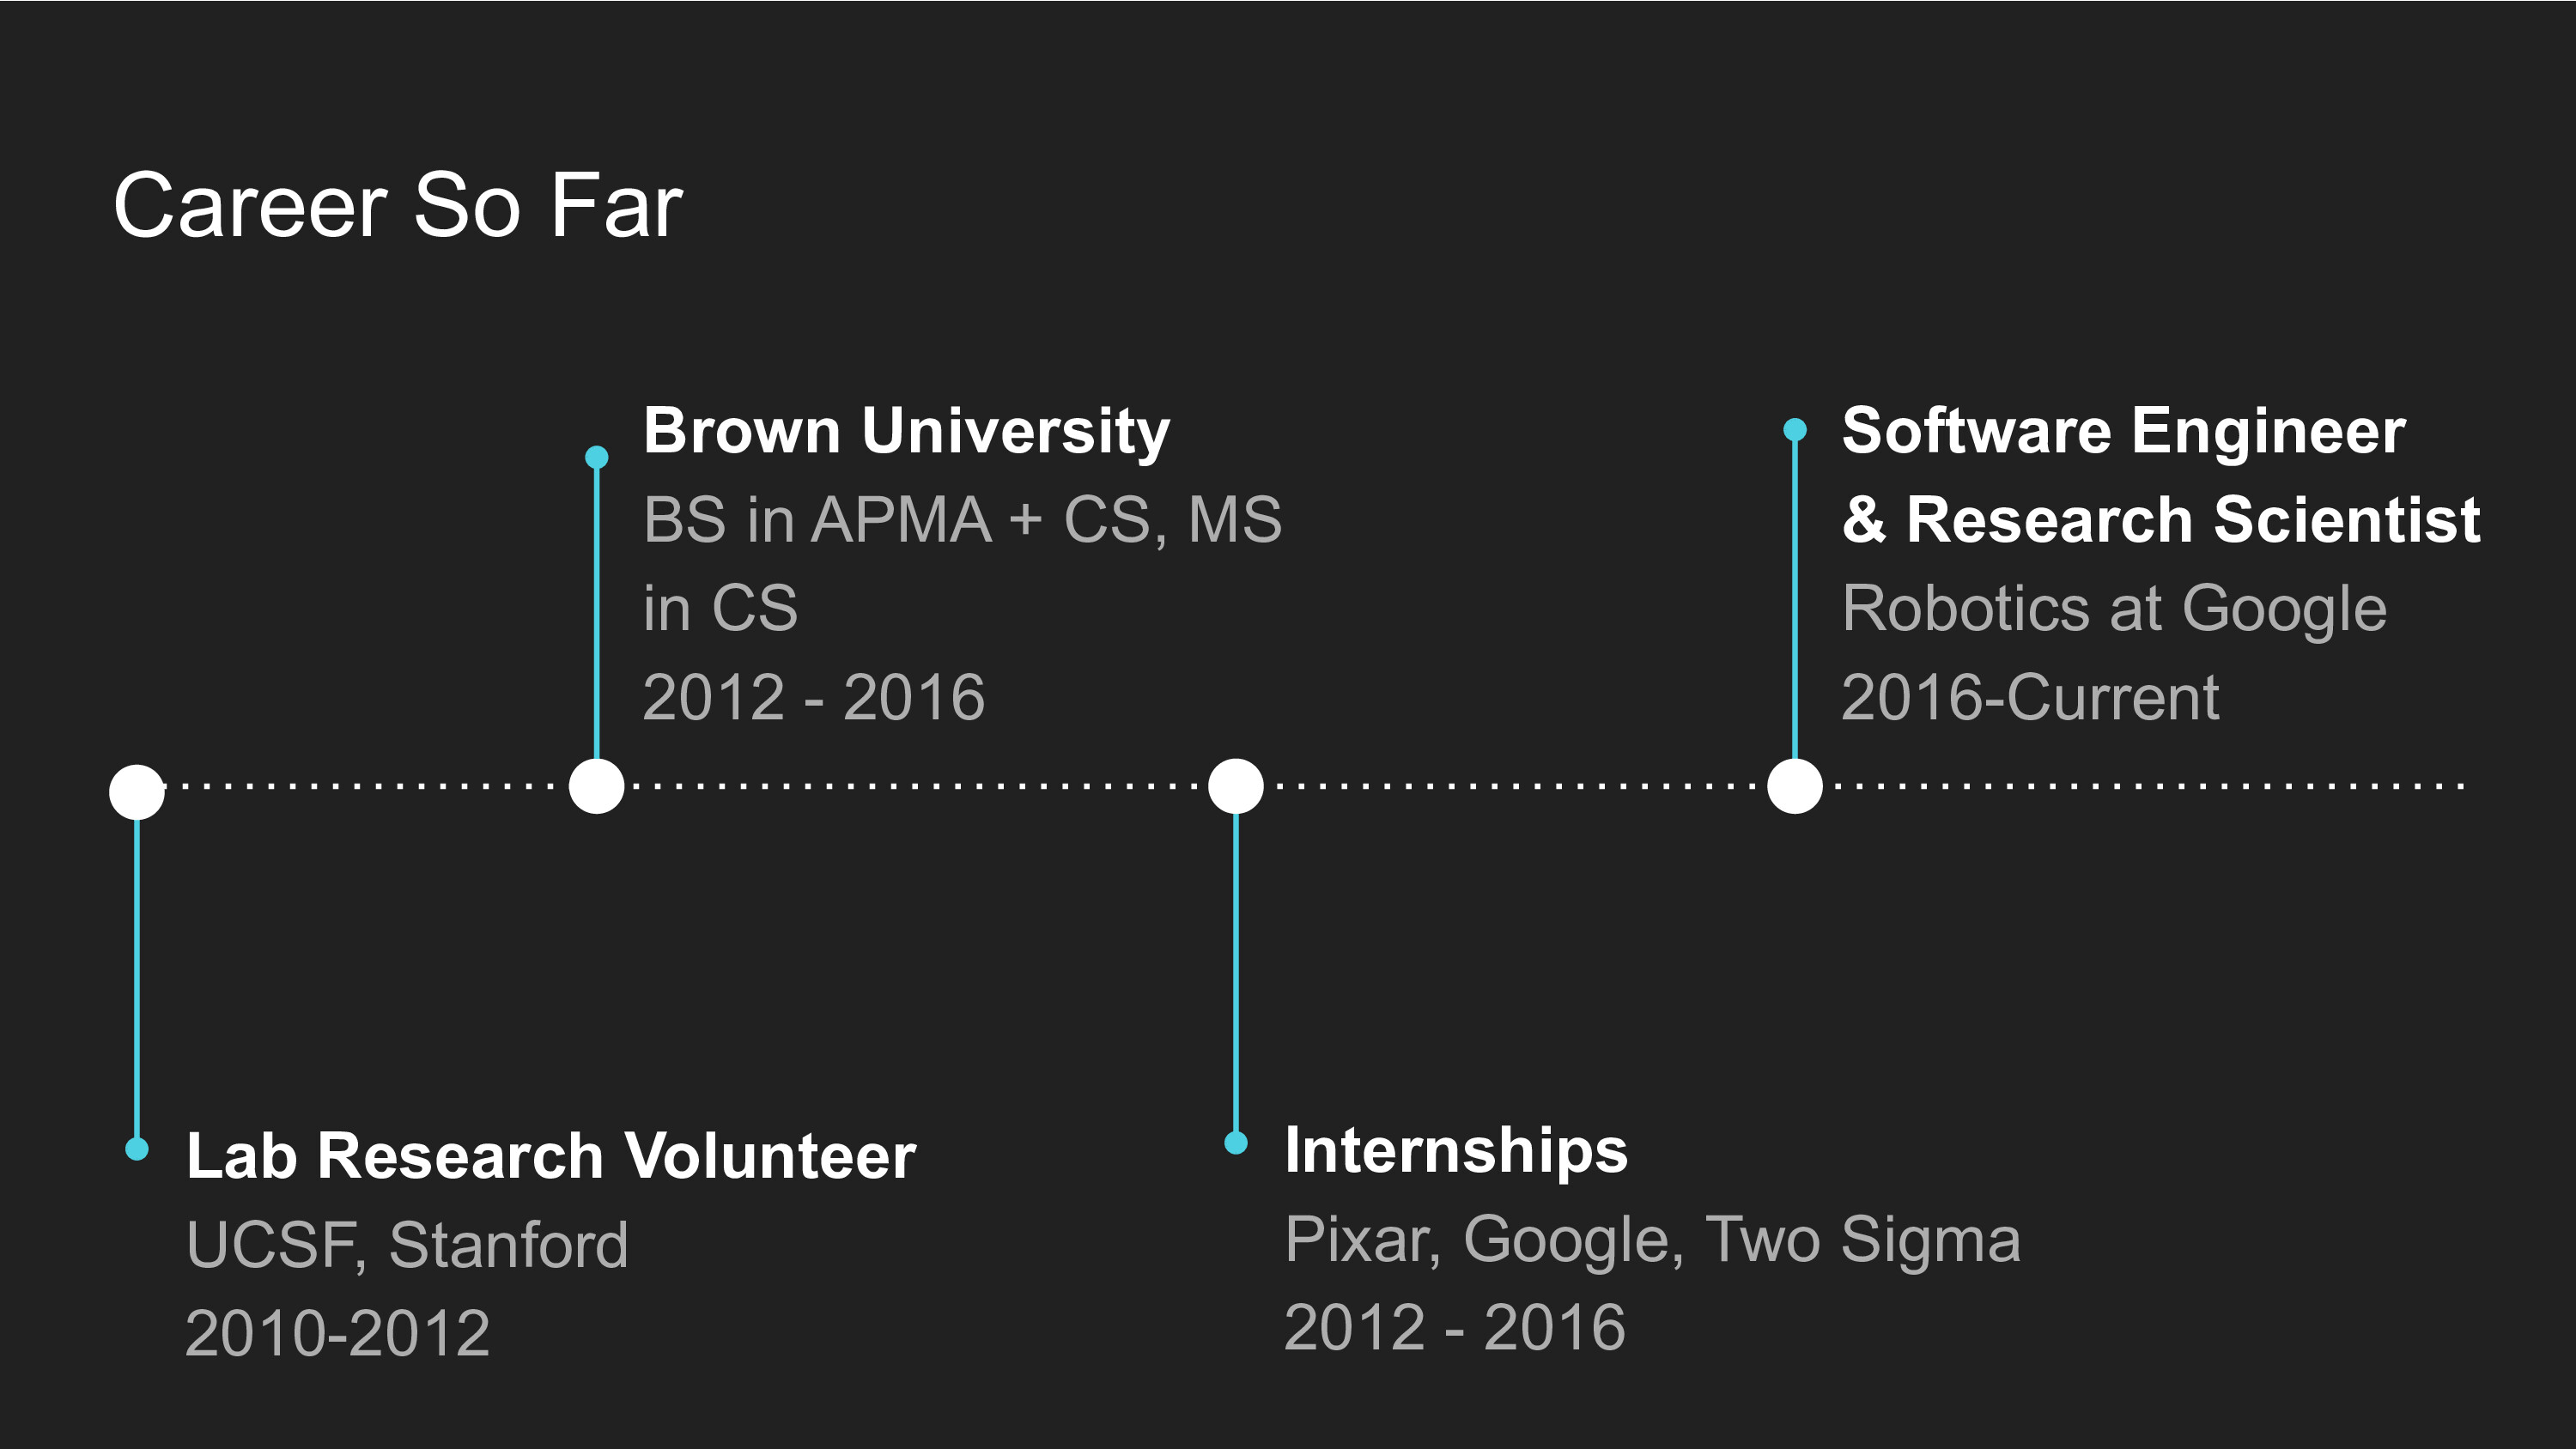 Career So Far
Brown University
BS in APMA + CS, MS
in CS
2012 - 2016
Software Engineer
& Research Scientist
Robotics at Google
2016-Current
Lab Research Volunteer
UCSF, Stanford
2010-2012
Internships
Pixar, Google, Two Sigma
2012 - 2016